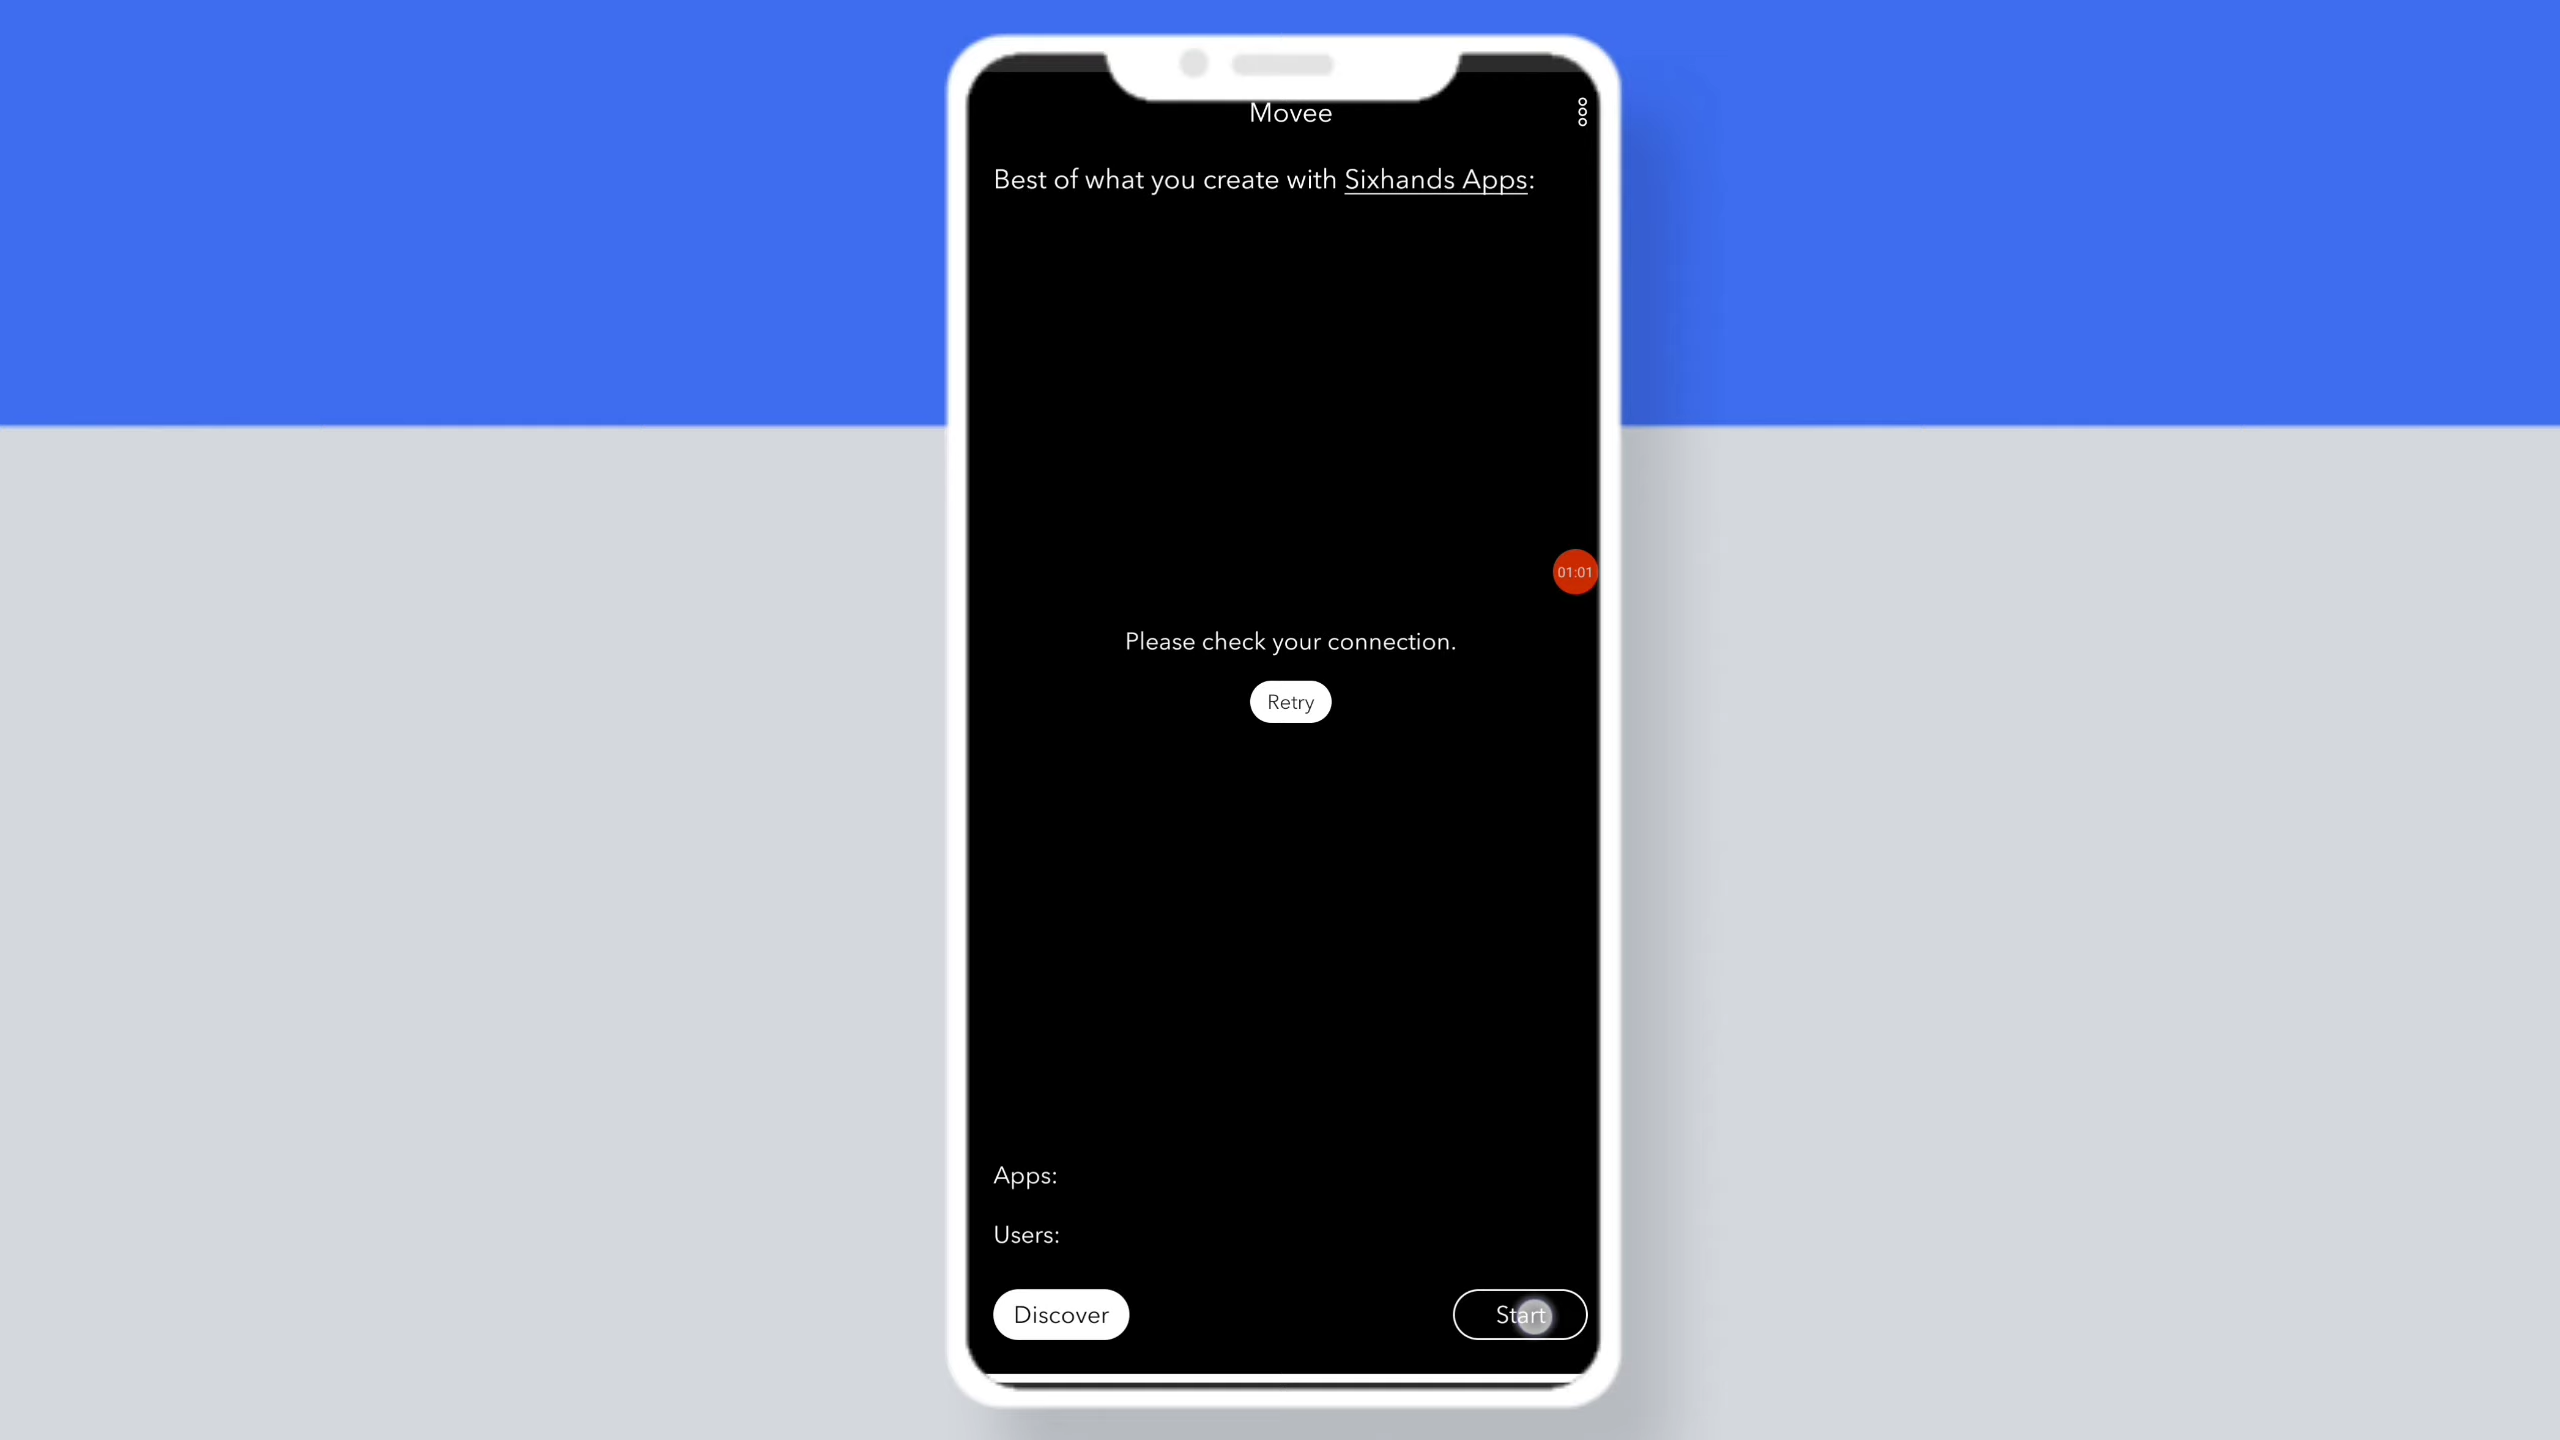 Movee
Best of what you create with Sixhands Apps:
01:01
Please check your connection.
Retry
Apps:
Users:
Discover
Start